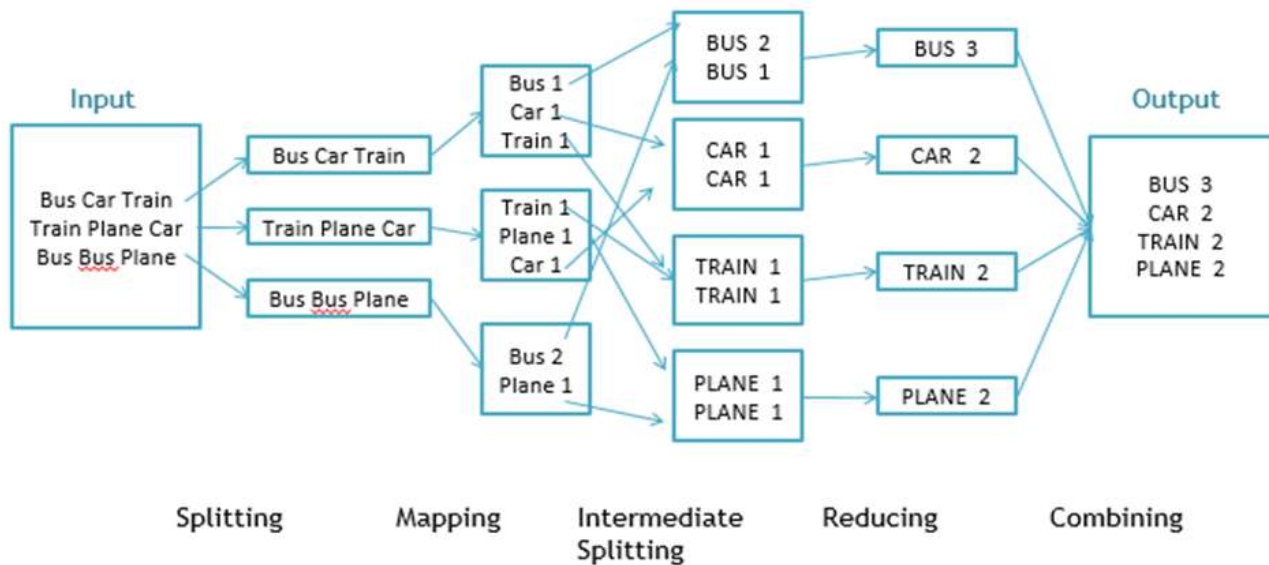 Input
Bus Car Train
Train Plane Car
Bus Bus Plane
Bus Car Train
Train Plane Car
Bus Bus Plane
Bus 1
Car 1
Train 1
Train 1
Plane 1
Car 1
Bus 2
Plane 1
BUS 2
BUS 1
CAR 1
CAR 1
TRAIN 1
TRAIN 1
PLANE 1
PLANE 1
BUS 3
CAR 2
TRAIN 2
PLANE 2
Output
BUS 3
CAR 2
TRAIN 2
PLANE 2
Splitting
Mapping
Intermediate
Splitting
Reducing
Combining